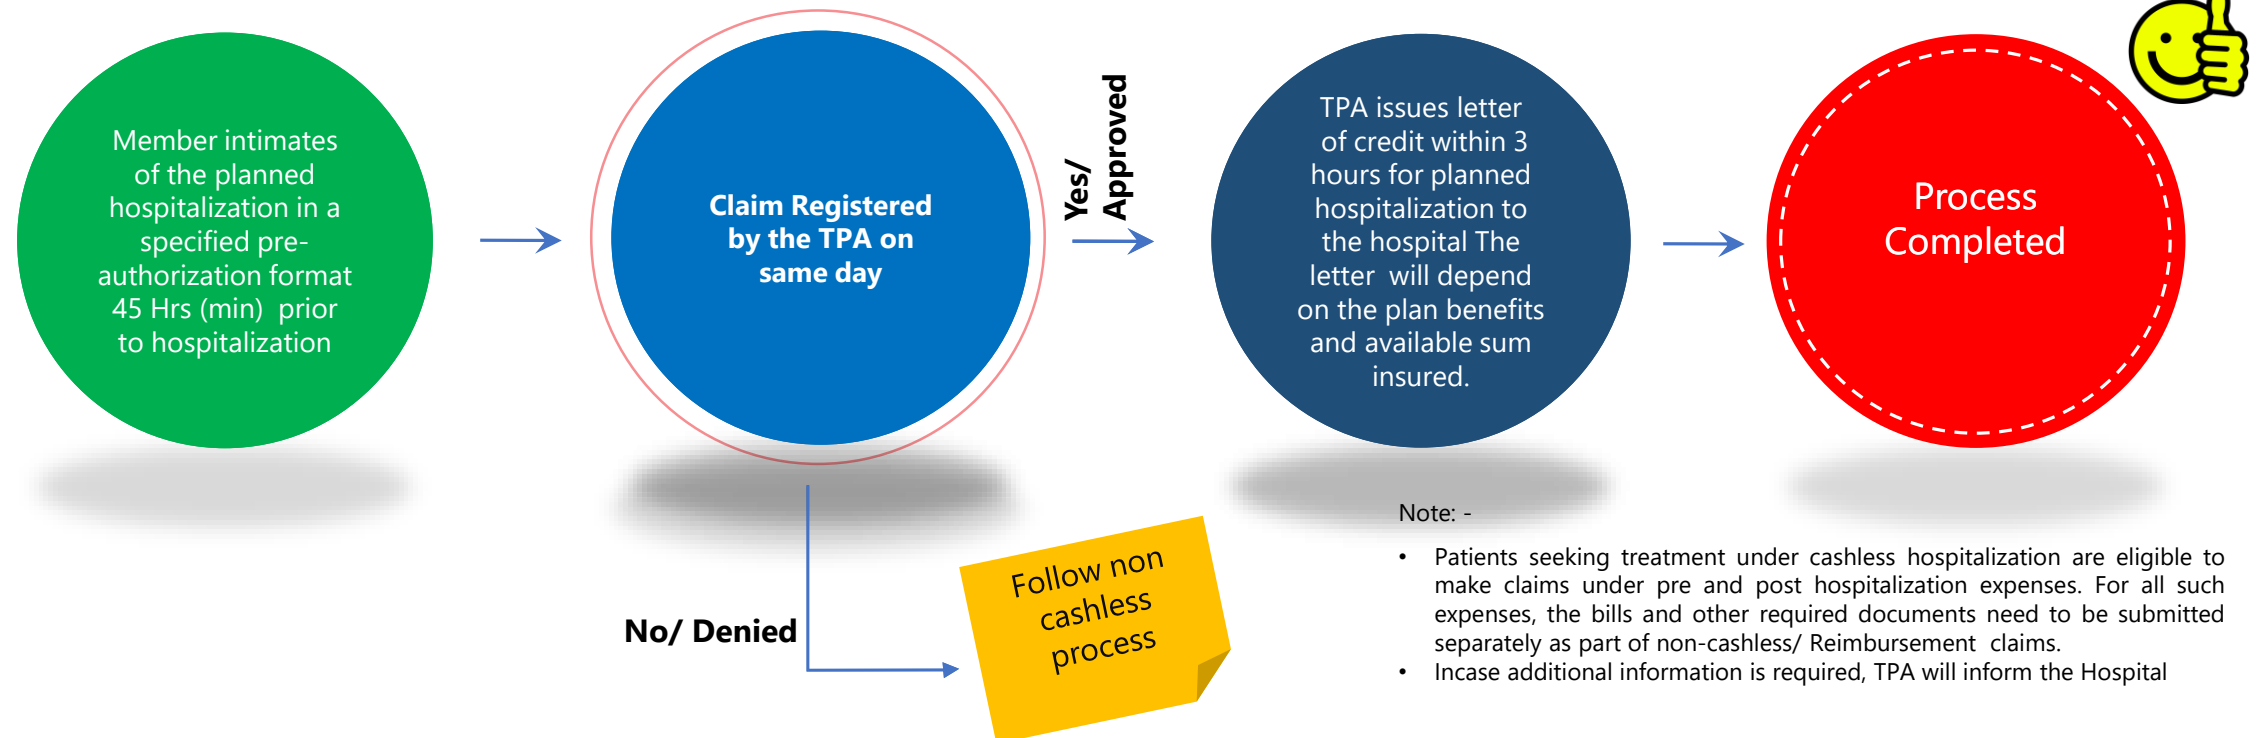 Member intimates
of the planned
hospitalization in a
specified pre-
authorization format
45 Hrs (min) prior
to hospitalization
Claim Registered
by the TPA on
same day
Yes/
Approved
TPA issues letter
of credit within 3
hours for planned
hospitalization to
the hospital The
letter will depend
on the plan benefits
and available sum
insured.
Process
Completed
No/ Denied
Follow non
cashless
process
Note: -
• Patients seeking treatment under cashless hospitalization are eligible to
make claims under pre and post hospitalization expenses. For all such
expenses, the bills and other required documents need to be submitted
separately as part of non-cashless/ Reimbursement claims.
• Incase additional information is required, TPA will inform the Hospital